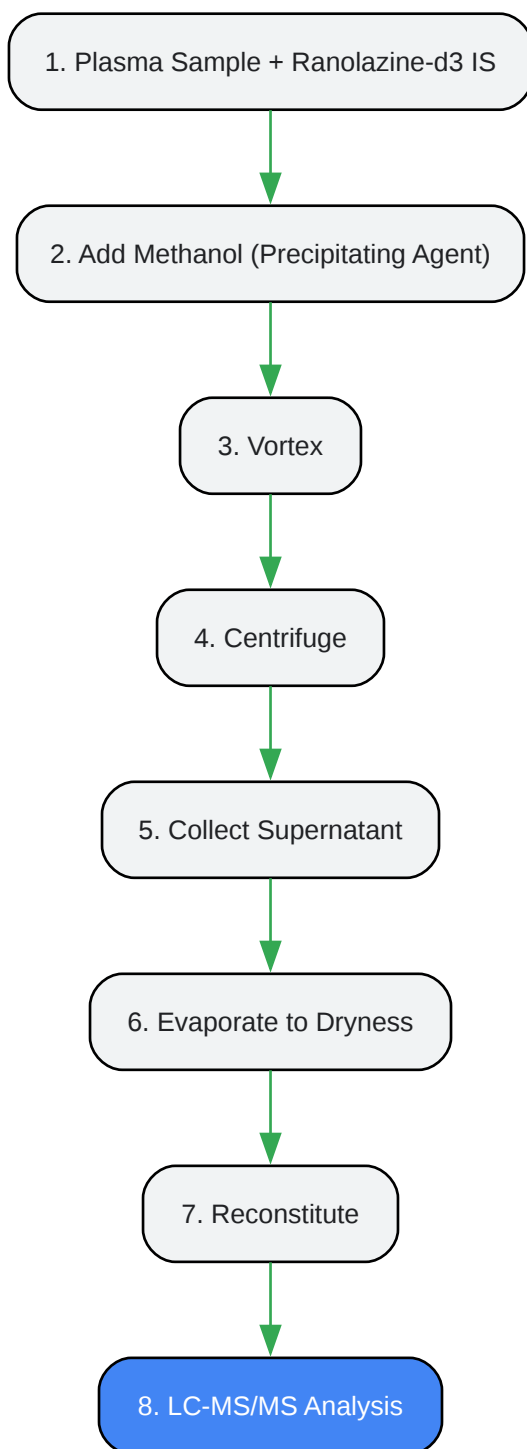 1. Plasma Sample + Ranolazine-d3 IS
2. Add Methanol (Precipitating Agent)
3. Vortex
4. Centrifuge
5. Collect Supernatant
6. Evaporate to Dryness
7. Reconstitute
8. LC-MS/MS Analysis